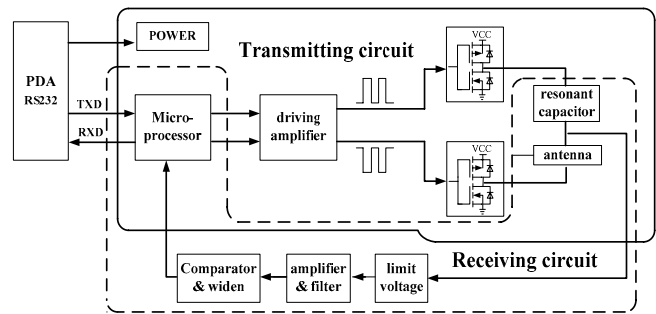 PDA
RS232
TXD
RXD
POWER
Transmitting circuit
Micro-
processor
driving
amplifier
VCC
VCC
resonant
capacitor
antenna
Receiving circuit
Comparator
& widen
amplifier
& filter
limit
voltage